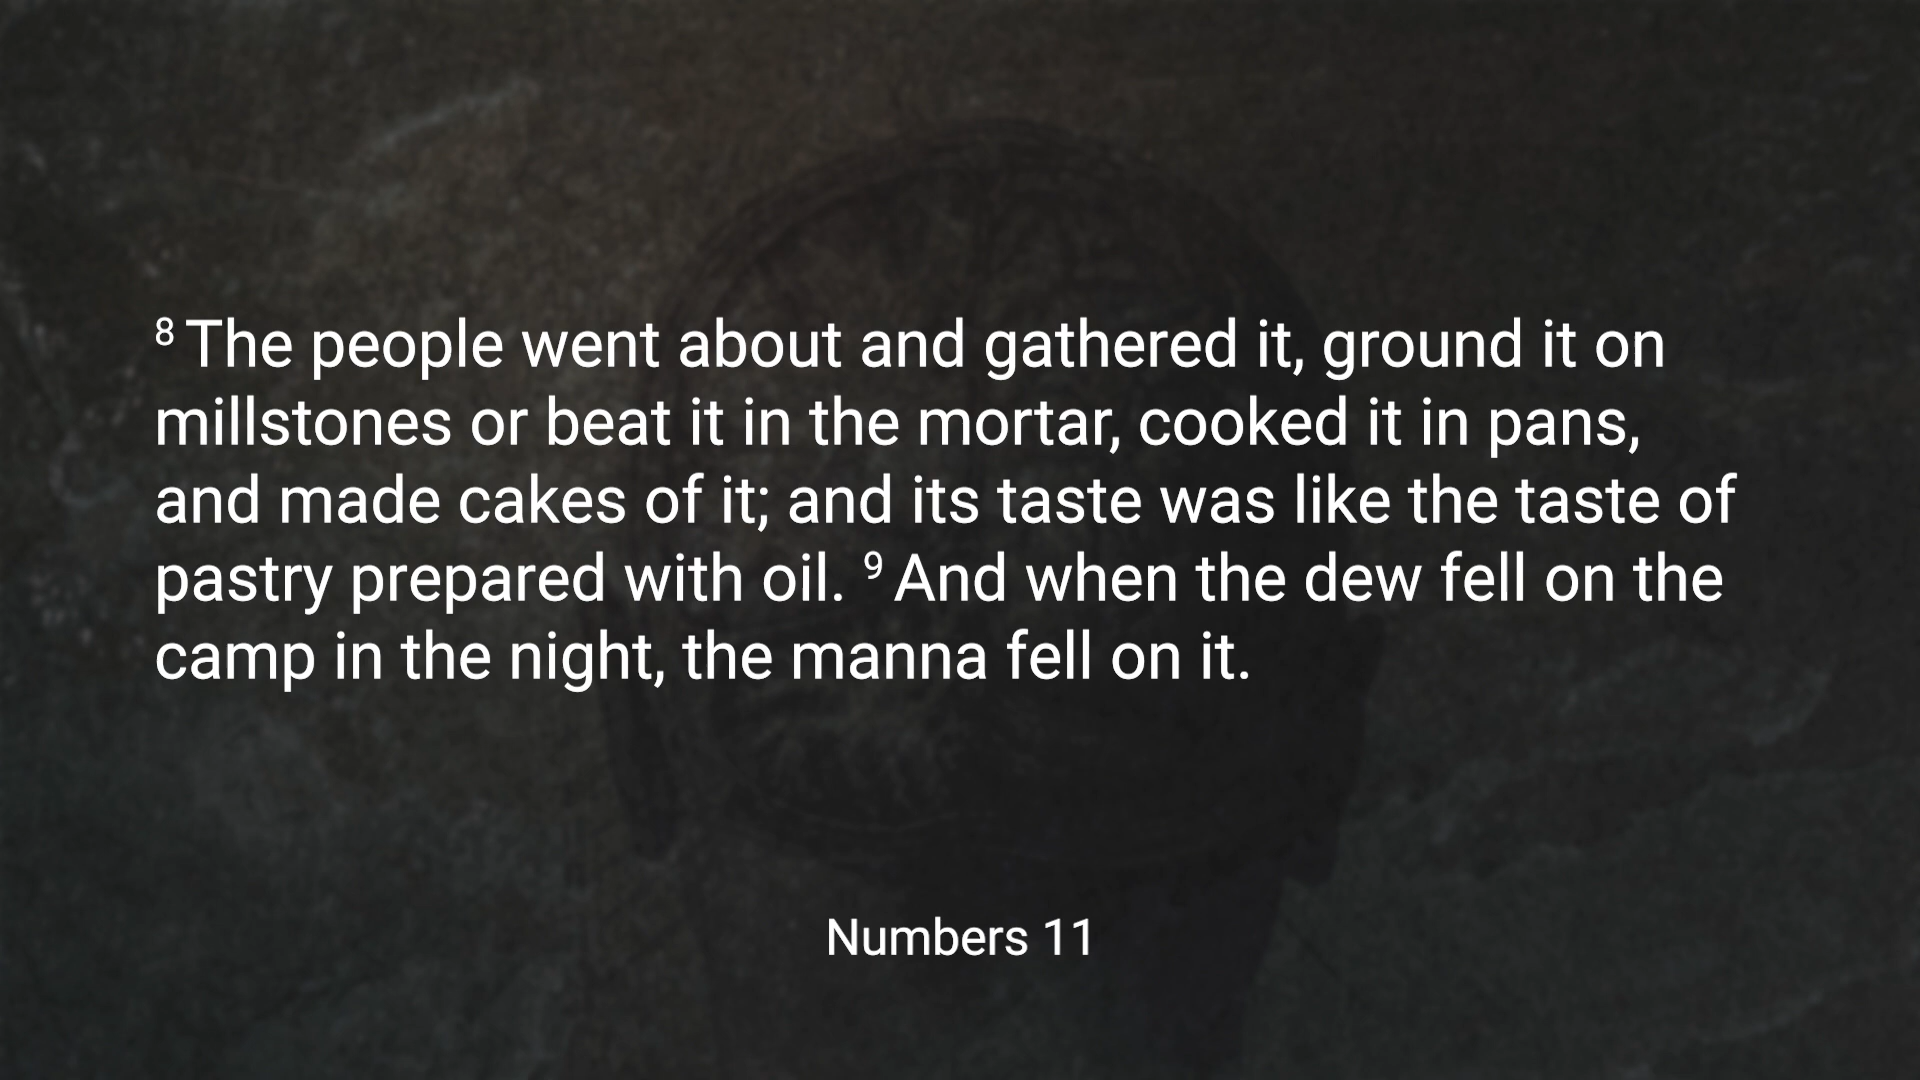 8 The people went about and gathered it, ground it on
millstones or beat it in the mortar, cooked it in pans,
and made cakes of it; and its taste was like the taste of
pastry prepared with oil. 9 And when the dew fell on the
camp in the night, the manna fell on it.
Numbers 11